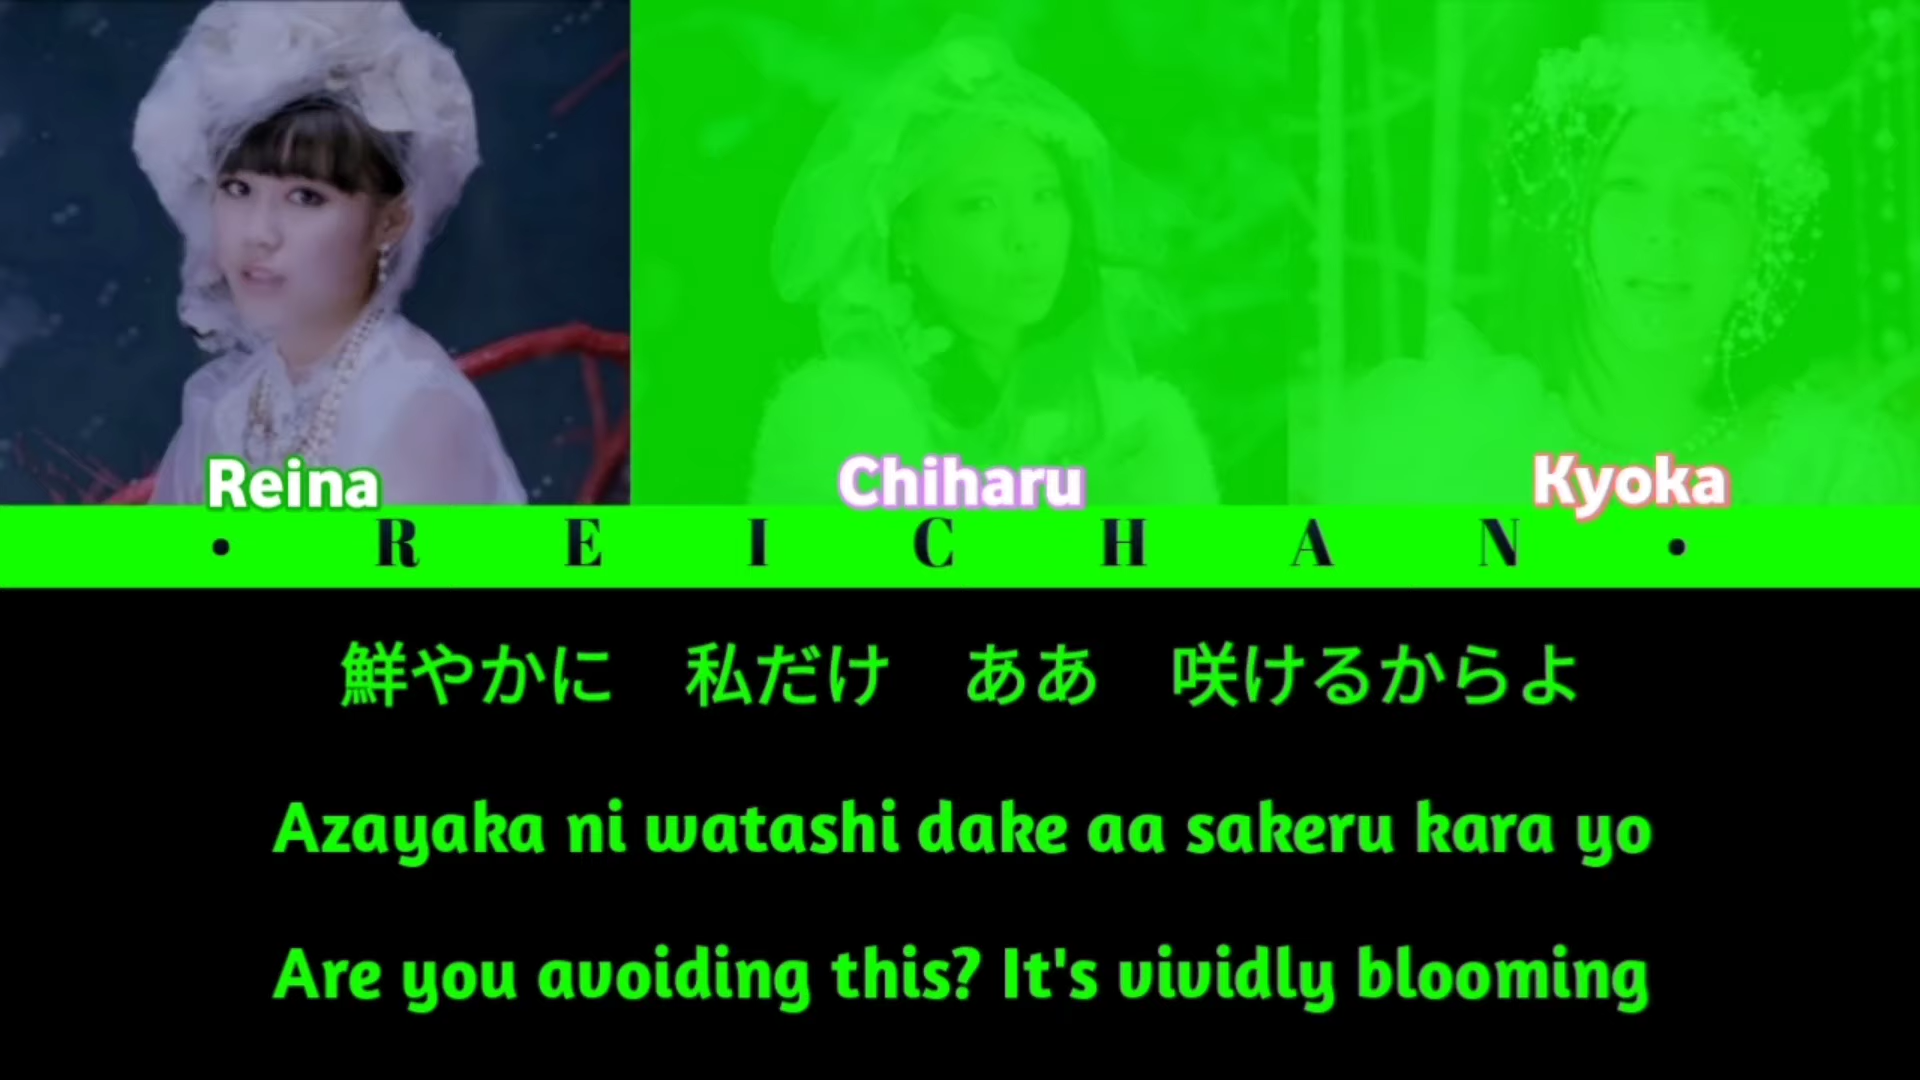 Reina Chiharu Kyoka
• R E I C H A N •
鮮やかに 私だけ ああ 咲けるからよ
Azayaka ni watashi dake aa sakeru kara yo
Are you avoiding this? It's vividly blooming